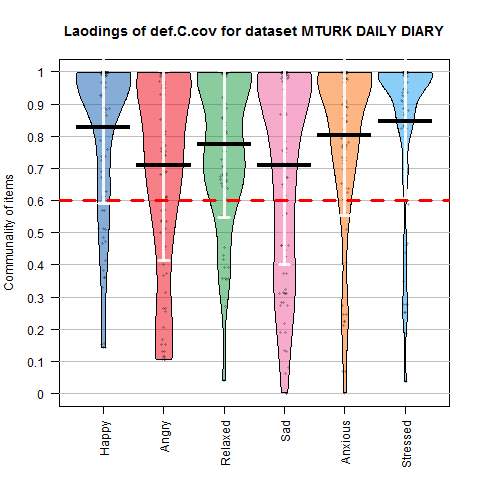 Laodings of def.C.cov for dataset MTURK DAILY DIARY
Communality of items
1
0.9
0.8
0.7
0.6
0.5
0.4
0.3
0.2
0.1
0
Happy
Angry
Relaxed
Sad
Anxious
Stressed